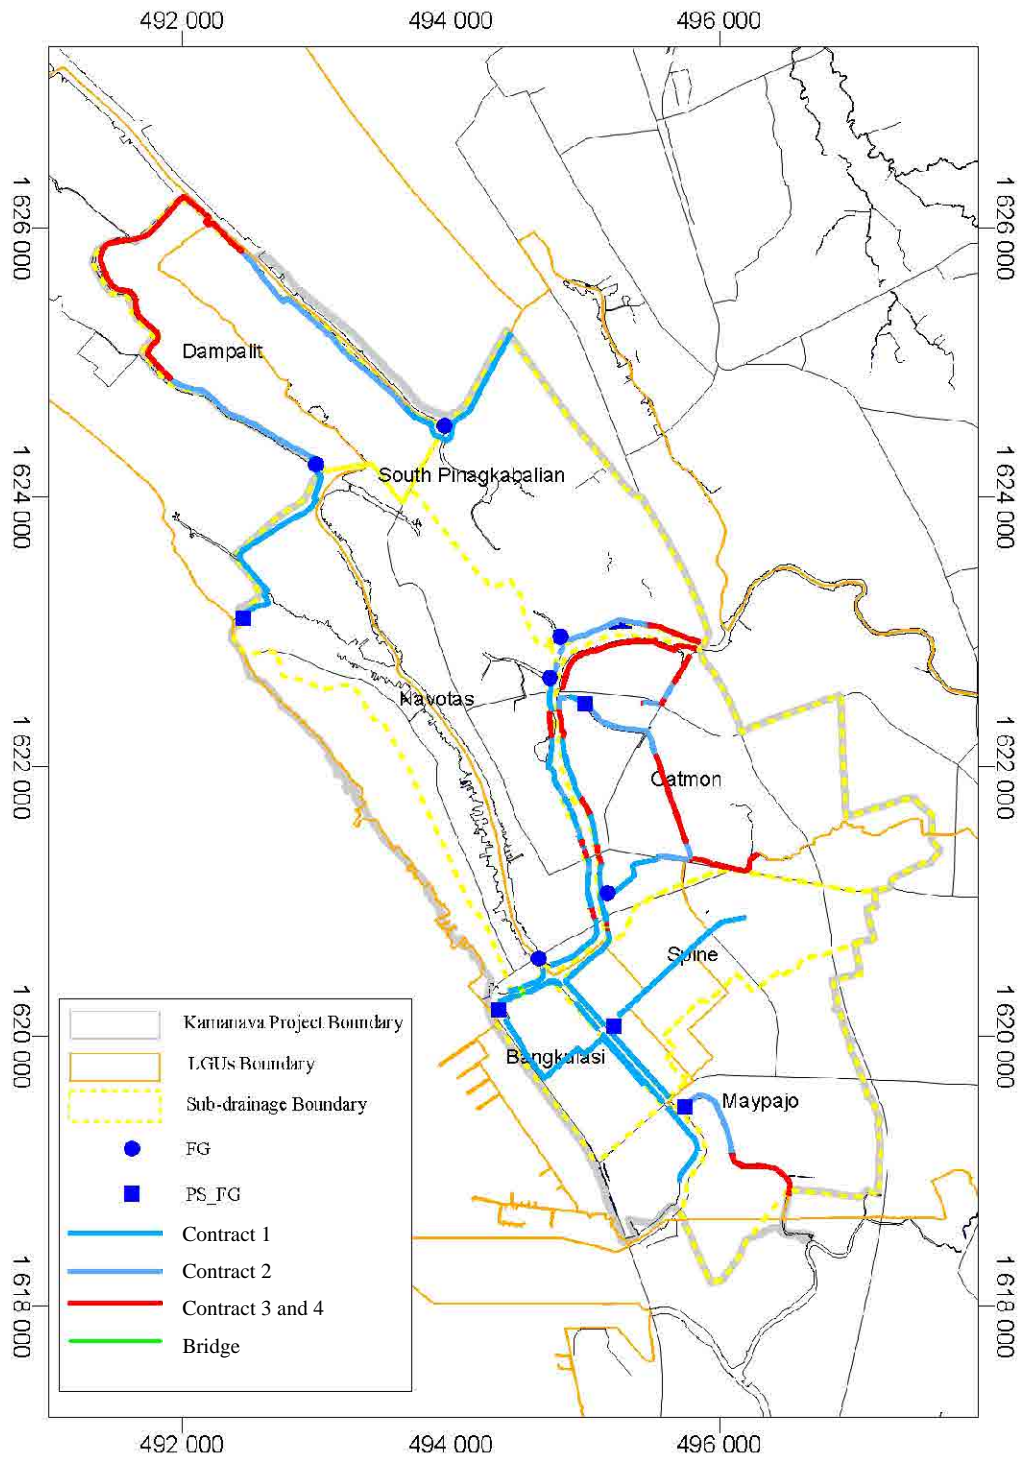 492 000
494 000
496 000
1 626 000
1 626 000
Dampalit
South Pinagkabalian
1 624 000
1 624 000
Navotas
1 622 000
1 622 000
Catmon
Spine
1 620 000
1 620 000
Bangkulasi
Maypajo
Kamanava Project Boundary
LGUs Boundary
Sub-drainage Boundary
FG
PS_FG
Contract 1
Contract 2
Contract 3 and 4
Bridge
1 618 000
1 618 000
492 000
494 000
496 000